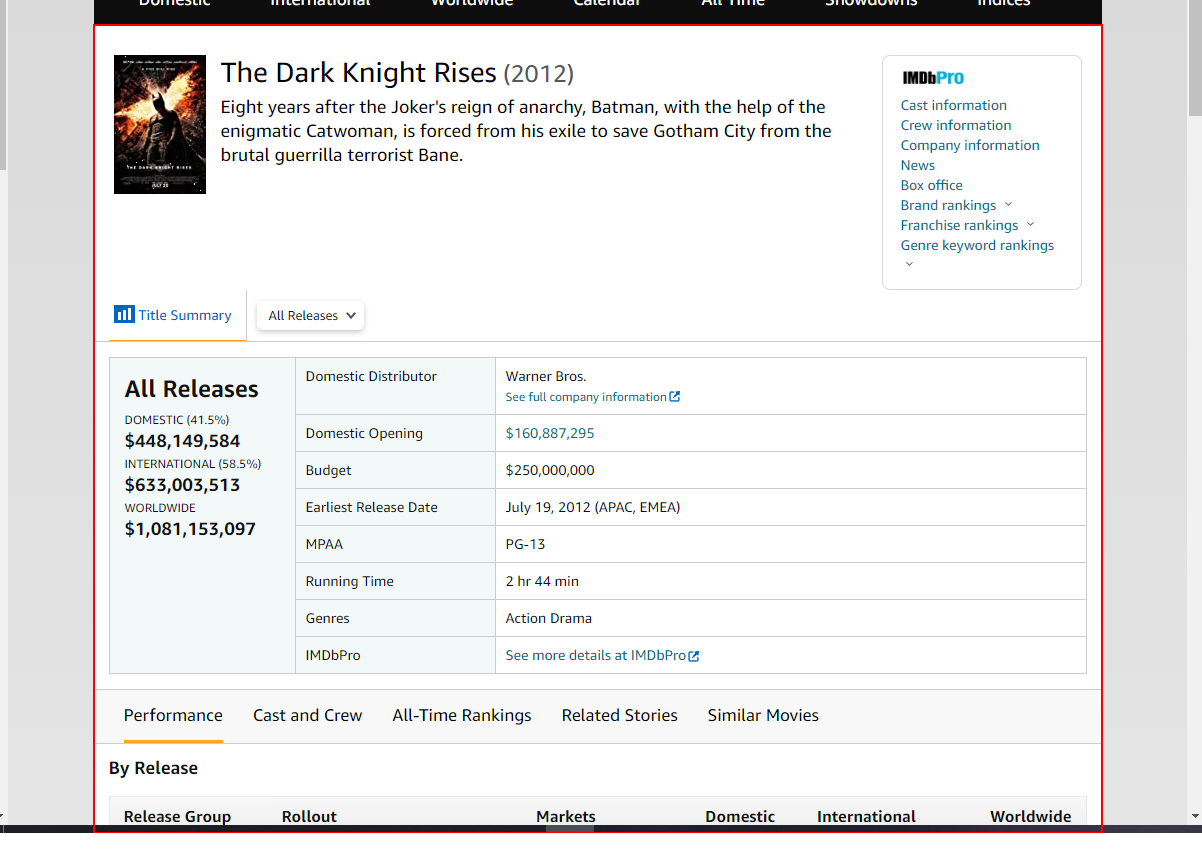 Domestic International Worldwide Calendar All Time Showdowns Indices
The Dark Knight Rises (2012)
Eight years after the Joker's reign of anarchy, Batman, with the help of the
enigmatic Catwoman, is forced from his exile to save Gotham City from the
brutal guerrilla terrorist Bane.
THE DARK KNIGHT RISES
JULY 20
IMDbPro
Cast information
Crew information
Company information
News
Box office
Brand rankings
Franchise rankings
Genre keyword rankings
Title Summary
All Releases
All Releases
DOMESTIC (41.5%)
$448,149,584
INTERNATIONAL (58.5%)
$633,003,513
WORLDWIDE
$1,081,153,097
Domestic Distributor
Warner Bros.
See full company information
Domestic Opening
$160,887,295
Budget
$250,000,000
Earliest Release Date
July 19, 2012 (APAC, EMEA)
MPAA
PG-13
Running Time
2 hr 44 min
Genres
Action Drama
IMDbPro
See more details at IMDbPro
Performance Cast and Crew All-Time Rankings Related Stories Similar Movies
By Release
Release Group Rollout Markets Domestic International Worldwide